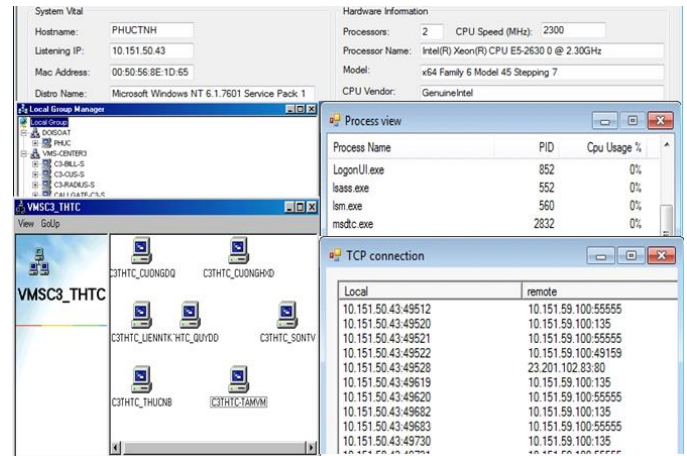 System Vital
Hostname: PHUCTNH
Listening IP: 10.151.50.43
Mac Address: 00:50:56:8E:1D:65
Distro Name: Microsoft Windows NT 6.1.7601 Service Pack 1
Hardware Information
Processors: 2 CPU Speed (MHz): 2300
Processor Name: Intel(R) Xeon(R) CPU E5-2630 0 @ 2.30GHz
Model: x64 Family 6 Model 45 Stepping 7
CPU Vendor: GenuineIntel
Local Group Manager
Local Group
DOISOAT
PHUC
VMS-CENTER3
C3-BILL-S
C3-CUS-S
C3-RADIUS-S
CALLGATE-C3-S
Process view
Process Name PID Cpu Usage %
LogonUI.exe 852 0%
lsass.exe 552 0%
lsm.exe 560 0%
msdtc.exe 2832 0%
VMSC3_THTC
View GoUp
VMSC3_THTC
C3THTC_CUONGDQ C3THTC_CUONGHXD
C3THTC_LIENNTK HTC_QUYDD C3THTC_SONTV
C3THTC_THUCNB C3THTC-TAMVM
TCP connection
Local remote
10.151.50.43:49512 10.151.59.100:55555
10.151.50.43:49520 10.151.59.100:135
10.151.50.43:49521 10.151.59.100:55555
10.151.50.43:49522 10.151.59.100:49159
10.151.50.43:49528 23.201.102.83:80
10.151.50.43:49619 10.151.59.100:135
10.151.50.43:49620 10.151.59.100:55555
10.151.50.43:49682 10.151.59.100:135
10.151.50.43:49683 10.151.59.100:55555
10.151.50.43:49730 10.151.59.100:135